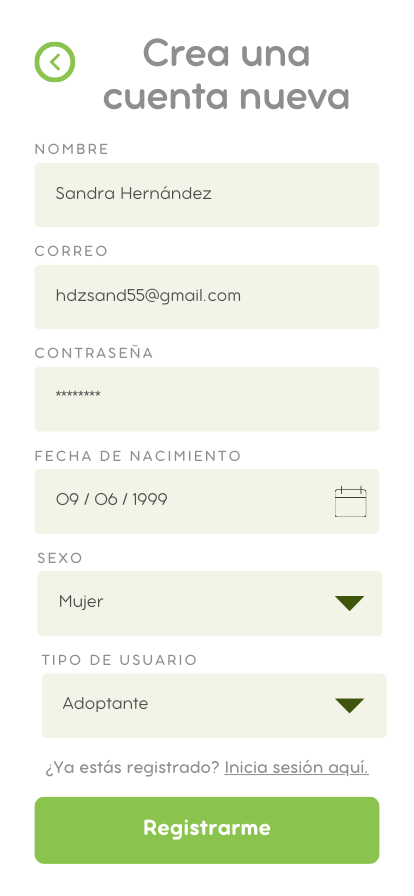 Crea una
cuenta nueva
NOMBRE
Sandra Hernández
CORREO
hdzsand55@gmail.com
CONTRASEÑA
********
FECHA DE NACIMIENTO
09 / 06 / 1999
SEXO
Mujer
TIPO DE USUARIO
Adoptante
¿Ya estás registrado? Inicia sesión aquí.
Registrarme